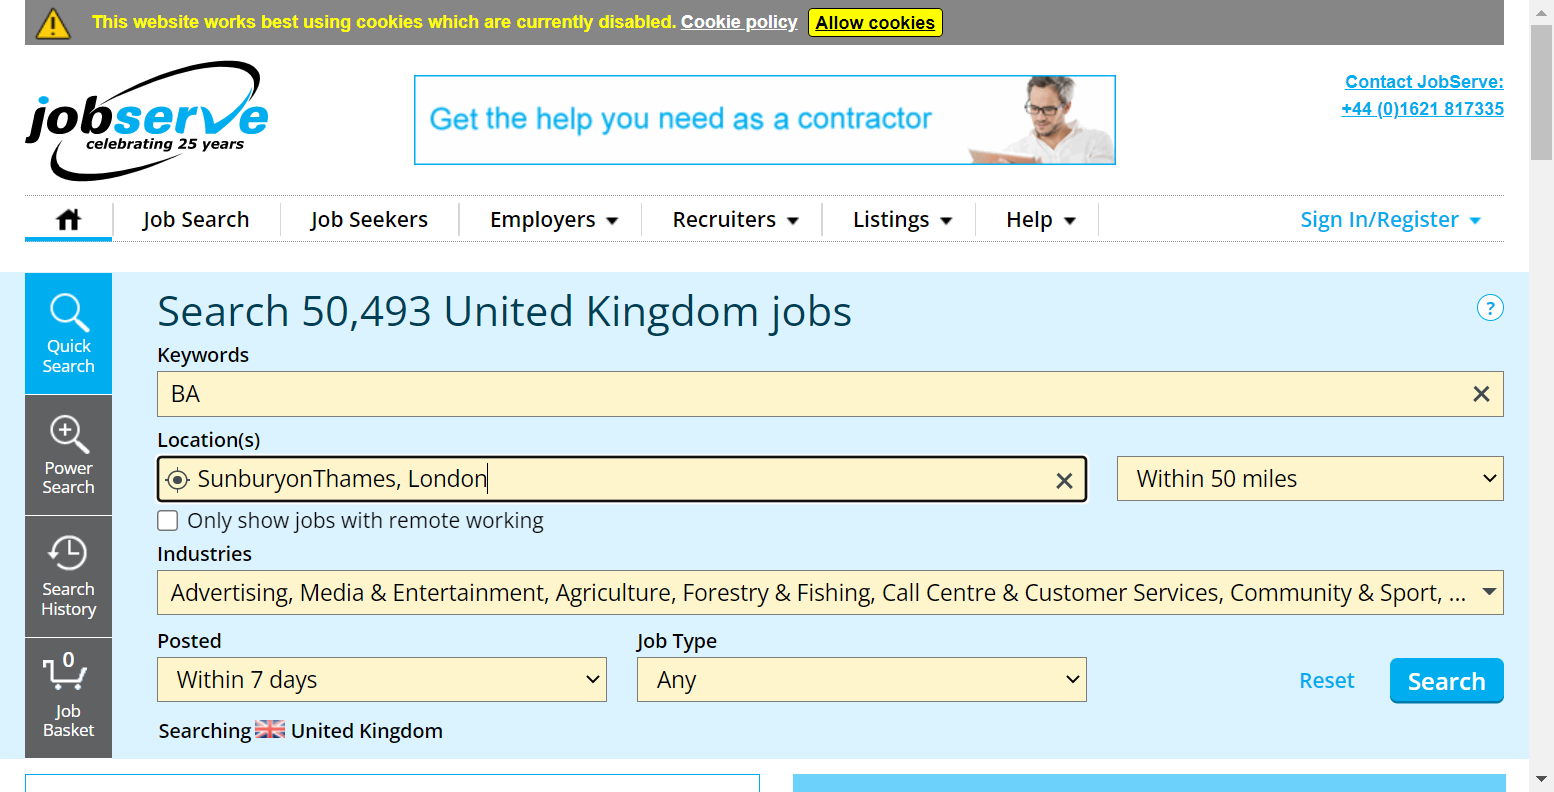 This website works best using cookies which are currently disabled. Cookie policy Allow cookies
jobserve
celebrating 25 years
Get the help you need as a contractor
Contact JobServe:
+44 (0)1621 817335
Job Search Job Seekers Employers Recruiters Listings Help Sign In/Register
Quick
Search
Power
Search
Search
History
0
Job
Basket
Search 50,493 United Kingdom jobs
?
Keywords
BA
Location(s)
SunburyonThames, London
Within 50 miles
Only show jobs with remote working
Industries
Advertising, Media & Entertainment, Agriculture, Forestry & Fishing, Call Centre & Customer Services, Community & Sport, ...
Posted
Job Type
Within 7 days
Any
Reset
Search
Searching United Kingdom